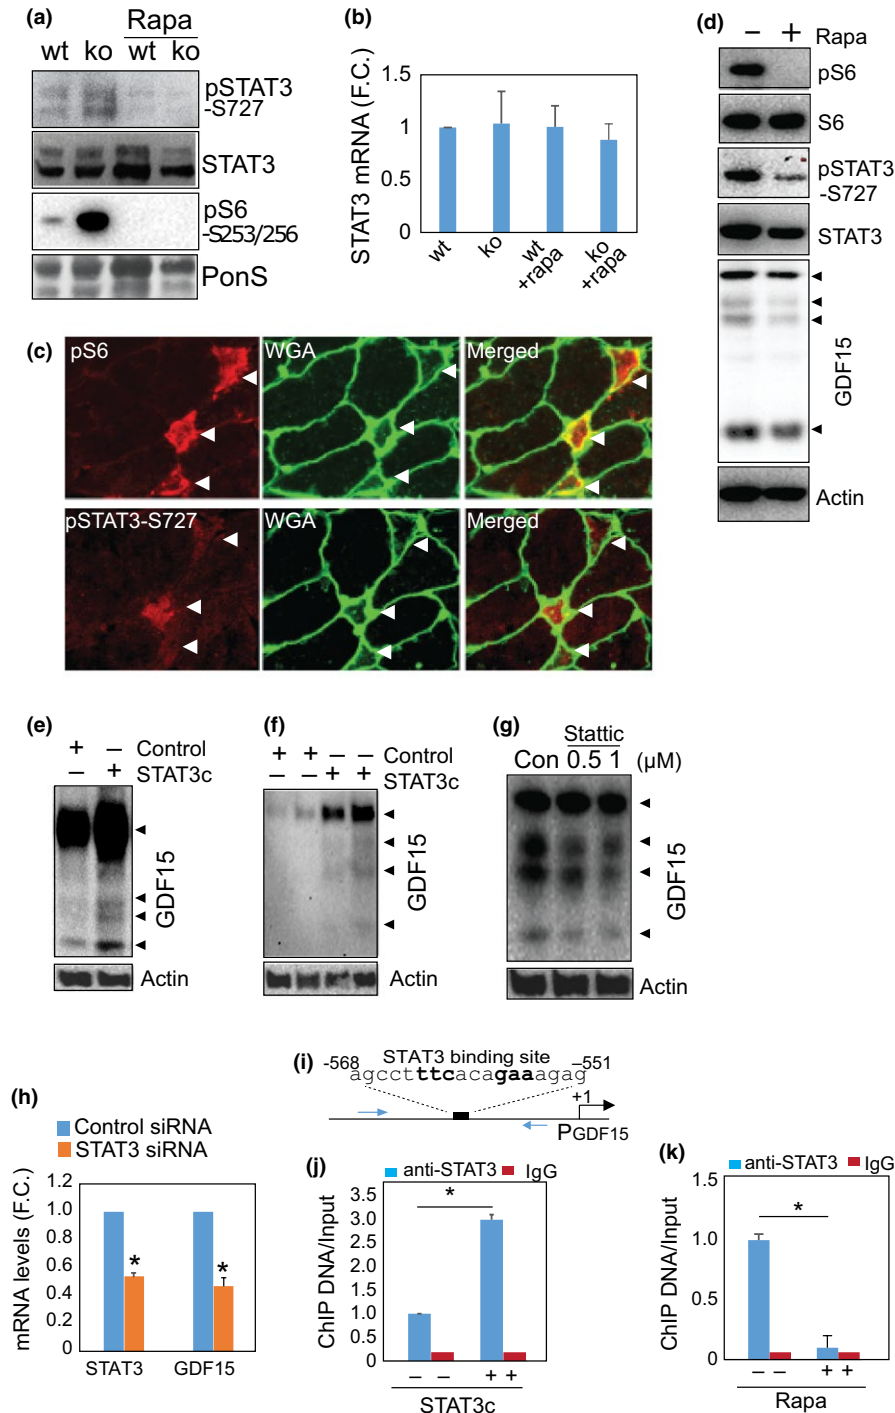 (a)
Rapa
wt ko wt ko
pSTAT3
-S727
STAT3
pS6
-S253/256
PonS
(b)
STAT3 mRNA (F.C.)
1.5
1
0.5
0
wt
ko
wt
+rapa
ko
+rapa
(c)
pS6
WGA
Merged
pSTAT3-S727
WGA
Merged
(d)
– + Rapa
pS6
S6
pSTAT3
-S727
STAT3
GDF15
Actin
(e)
+ – Control
– + STAT3c
GDF15
Actin
(f)
+ + – – Control
– – + + STAT3c
GDF15
Actin
(g)
Stattic
Con 0.5 1 (µM)
GDF15
Actin
(h)
Control siRNA
STAT3 siRNA
mRNA levels (F.C.)
1.2
1.0
0.8
0.6
0.4
0.2
0
* *
STAT3 GDF15
(i)
STAT3 binding site
-568 –551
agccttttcacagaaagag
+1
PGDF15
(j)
anti-STAT3 IgG
ChIP DNA/Input
3.5
3.0
2.5
2.0
1.5
1.0
0.5
0
*
– – + +
STAT3c
(k)
anti-STAT3 IgG
ChIP DNA/Input
1.5
1.0
0.5
0
*
– – + +
Rapa